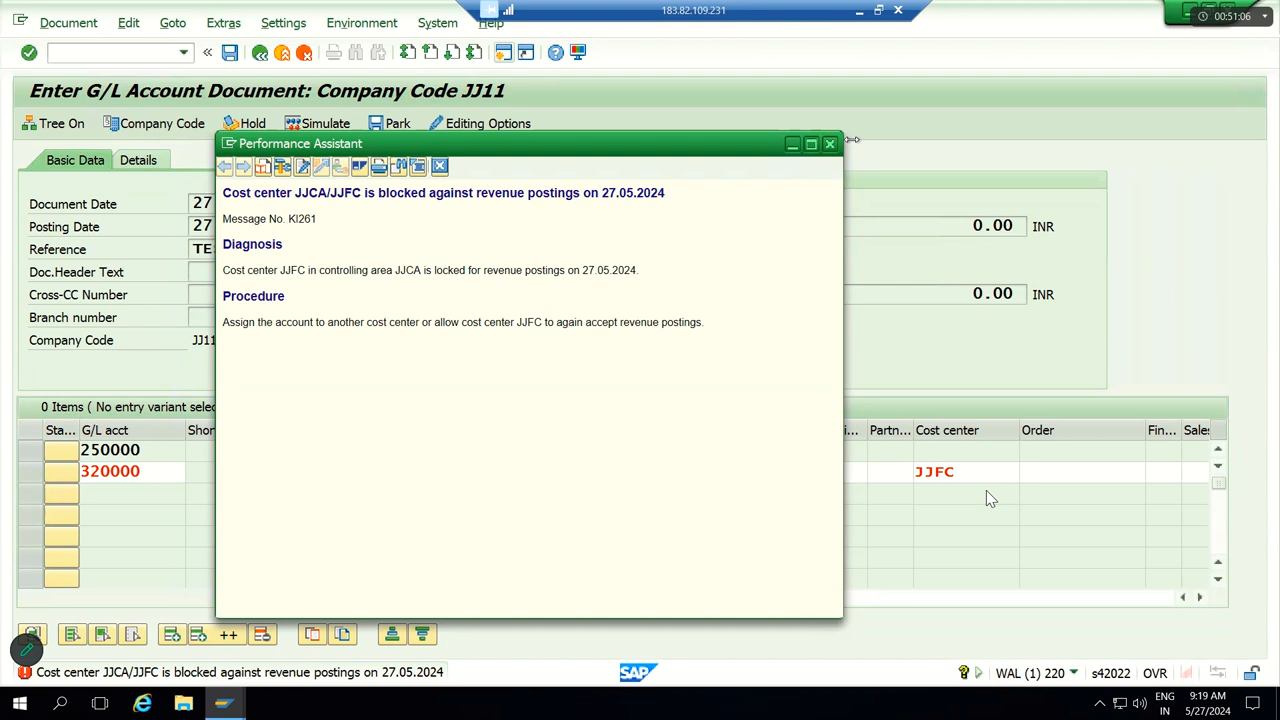 Document Edit Goto Extras Settings Environment System Help
183.82.109.231
00:51:06
Enter G/L Account Document: Company Code JJ11
Tree On Company Code Hold Simulate Park Editing Options
Performance Assistant
Basic Data Details
Cost center JJCA/JJFC is blocked against revenue postings on 27.05.2024
Message No. KI261
Diagnosis
Cost center JJFC in controlling area JJCA is locked for revenue postings on 27.05.2024.
Procedure
Assign the account to another cost center or allow cost center JJFC to again accept revenue postings.
Document Date 27
Posting Date 27 0.00 INR
Reference TE
Doc.Header Text
Cross-CC Number 0.00 INR
Branch number
Company Code JJ11
0 Items ( No entry variant selec
Sta... G/L acct Shor Partn... Cost center Order Fin... Sales
250000
320000 JJFC
++
Cost center JJCA/JJFC is blocked against revenue postings on 27.05.2024
SAP
WAL (1) 220 s42022 OVR
ENG
IN
9:19 AM
5/27/2024